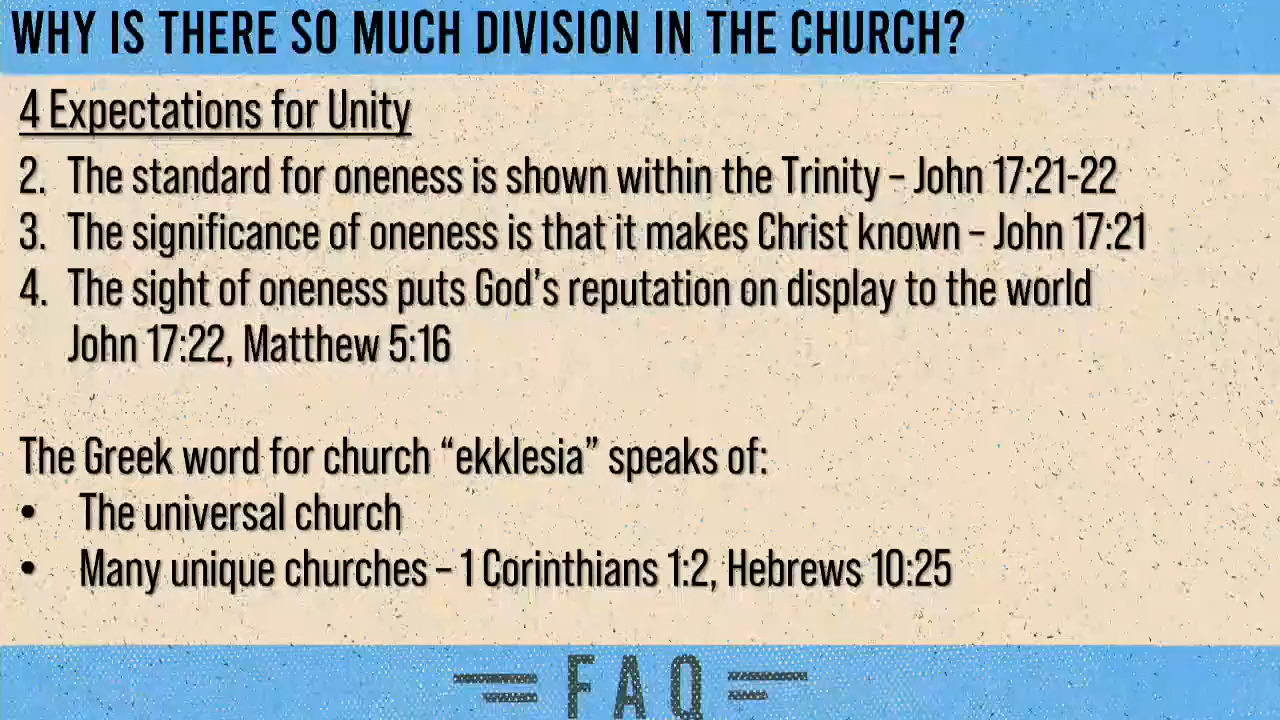 WHY IS THERE SO MUCH DIVISION IN THE CHURCH?
4 Expectations for Unity
2. The standard for oneness is shown within the Trinity – John 17:21-22
3. The significance of oneness is that it makes Christ known – John 17:21
4. The sight of oneness puts God’s reputation on display to the world
John 17:22, Matthew 5:16
The Greek word for church “ekklesia” speaks of:
• The universal church
• Many unique churches – 1 Corinthians 1:2, Hebrews 10:25
FAQ